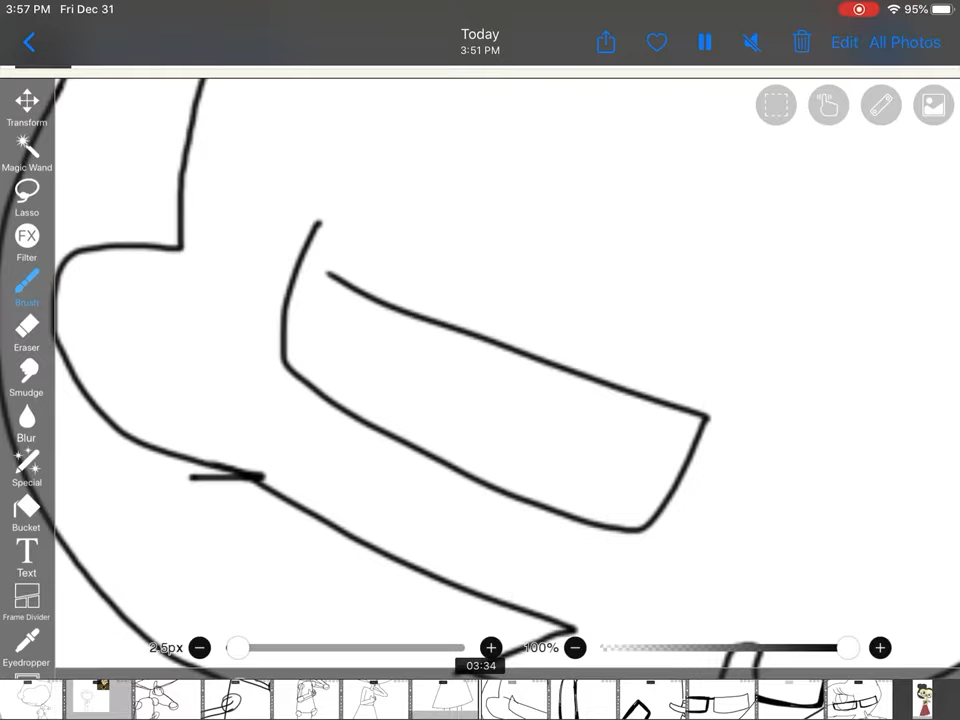 3:57 PM Fri Dec 31
95%
Today
3:51 PM
Edit All Photos
Transform
Magic Wand
Lasso
FX
Filter
Brush
Eraser
Smudge
Blur
Special
Bucket
T
Text
Frame Divider
Eyedropper
2.5px
100%
03:34